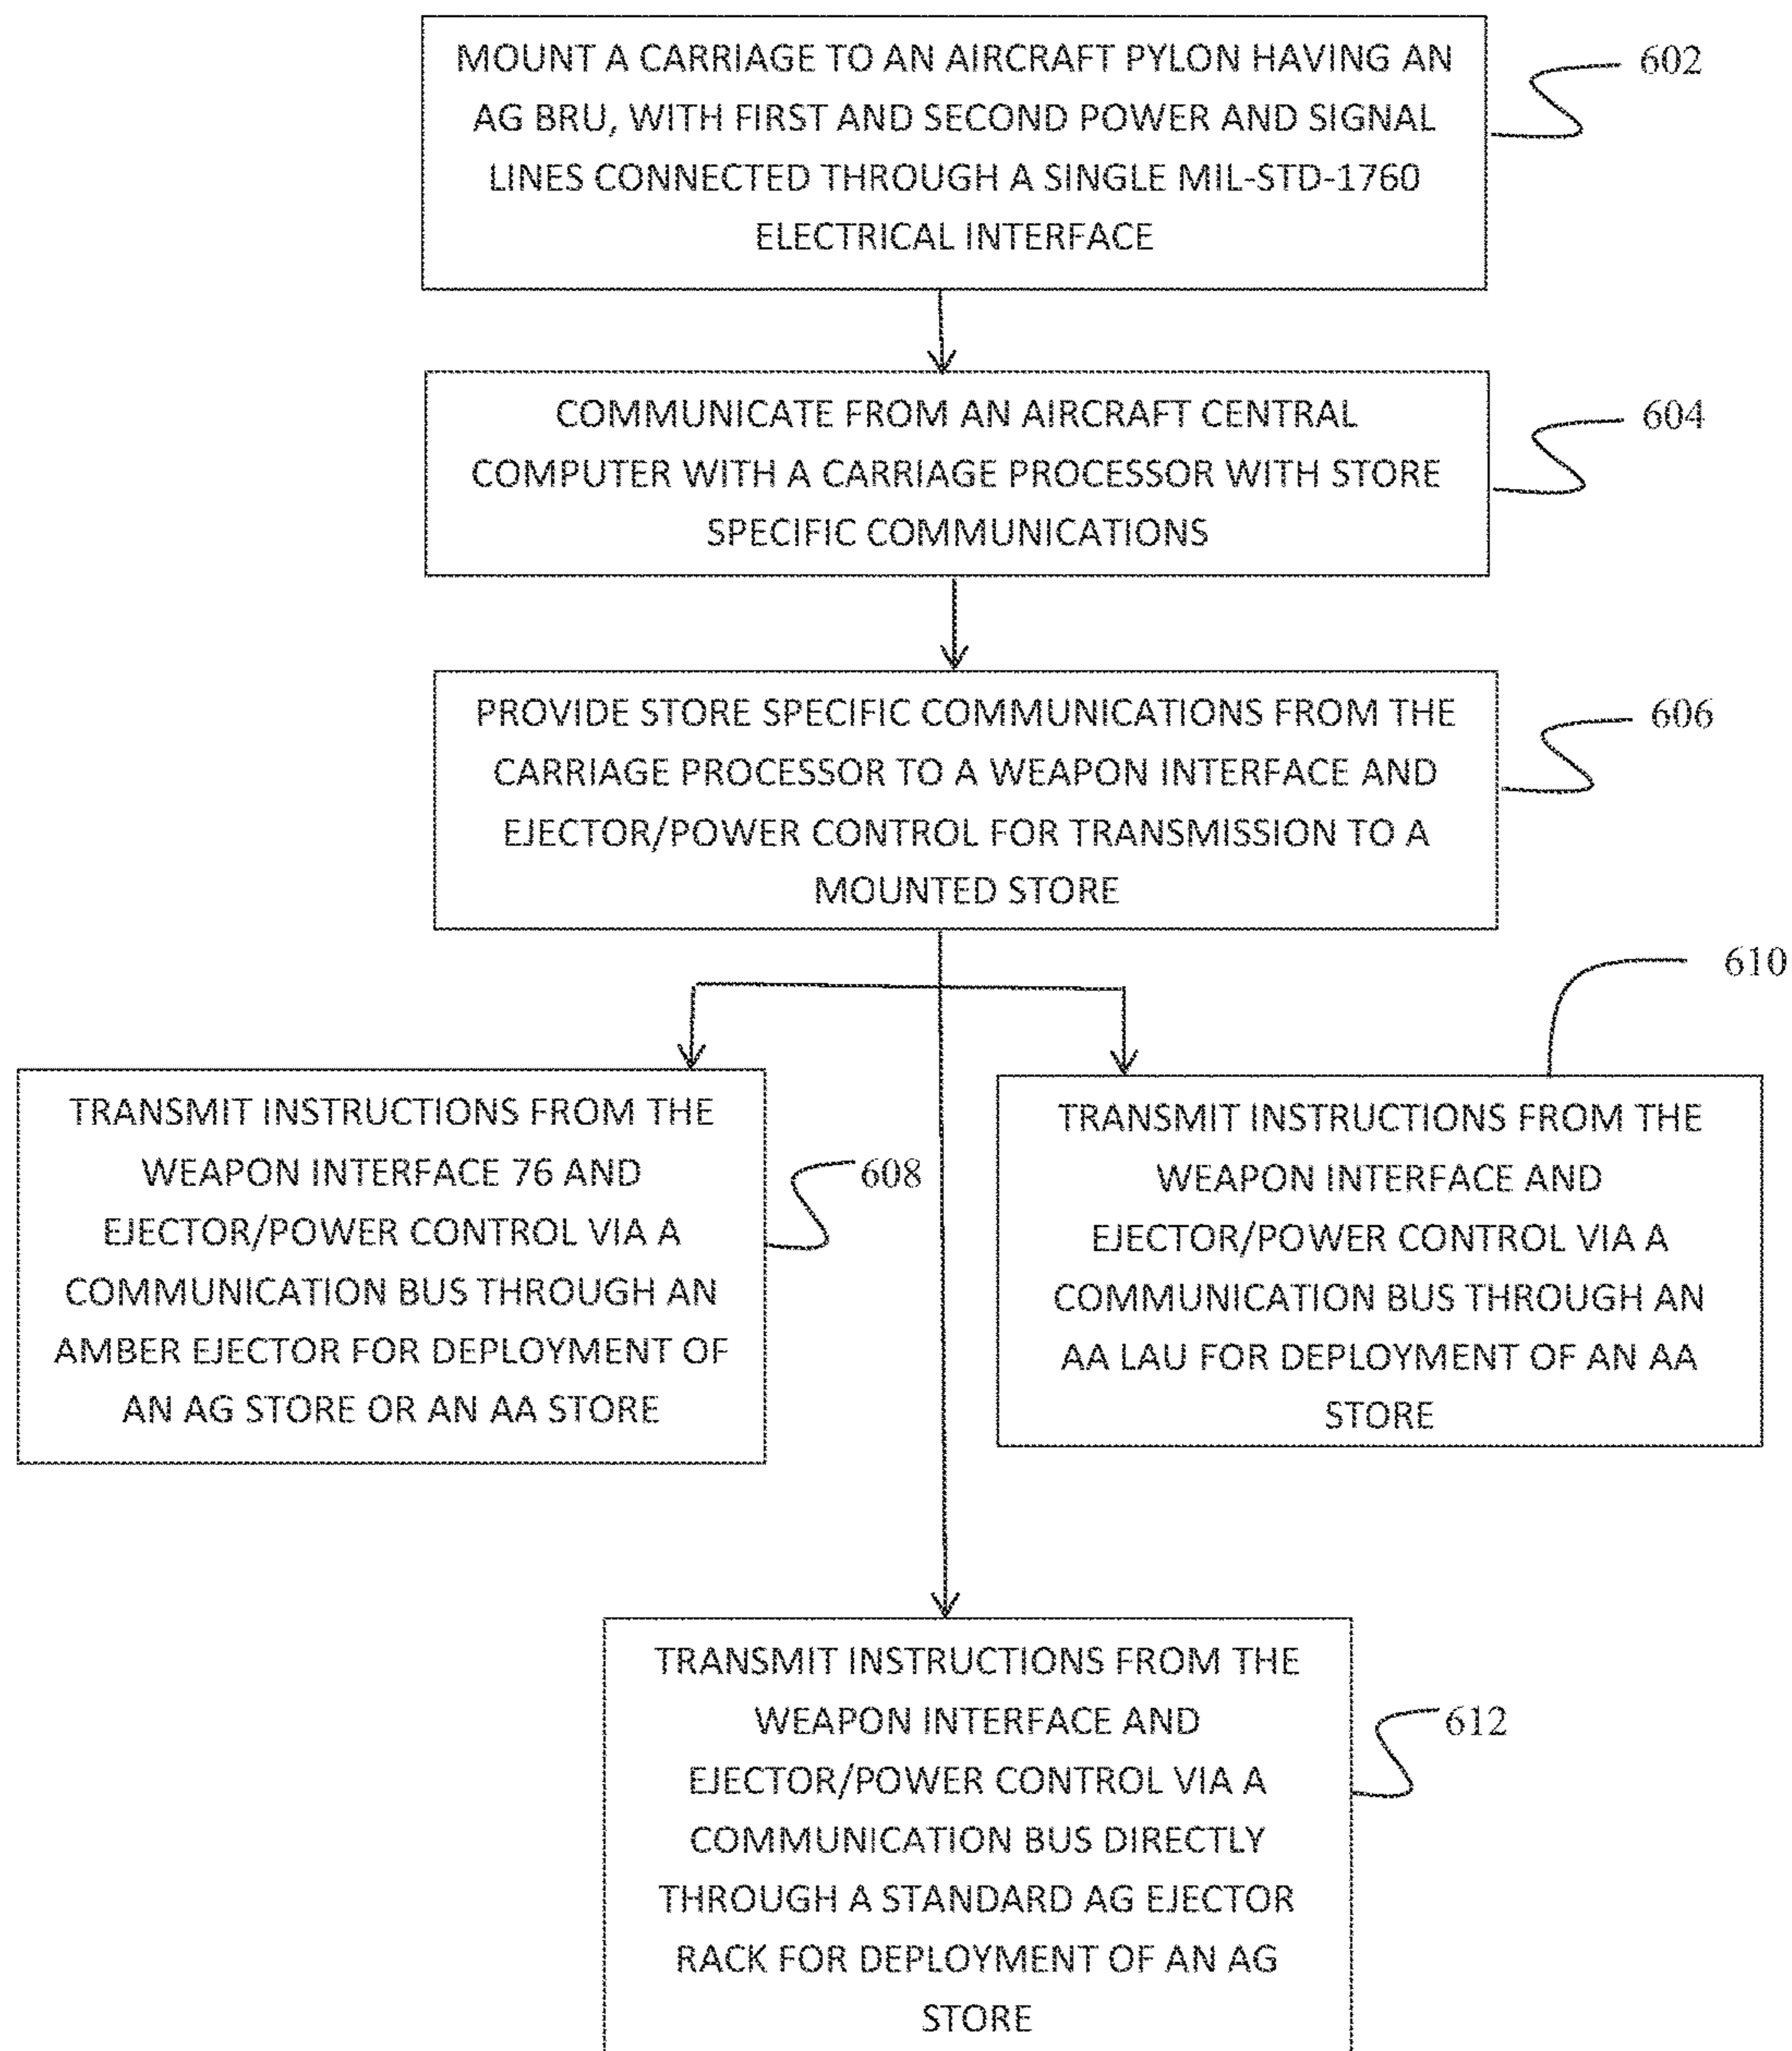 MOUNT A CARRIAGE TO AN AIRCRAFT PYLON HAVING AN
AG BRU, WITH FIRST AND SECOND POWER AND SIGNAL
LINES CONNECTED THROUGH A SINGLE MIL-STD-1760
ELECTRICAL INTERFACE
602
COMMUNICATE FROM AN AIRCRAFT CENTRAL
COMPUTER WITH A CARRIAGE PROCESSOR WITH STORE
SPECIFIC COMMUNICATIONS
604
PROVIDE STORE SPECIFIC COMMUNICATIONS FROM THE
CARRIAGE PROCESSOR TO A WEAPON INTERFACE AND
EJECTOR/POWER CONTROL FOR TRANSMISSION TO A
MOUNTED STORE
606
TRANSMIT INSTRUCTIONS FROM THE
WEAPON INTERFACE 76 AND
EJECTOR/POWER CONTROL VIA A
COMMUNICATION BUS THROUGH AN
AMBER EJECTOR FOR DEPLOYMENT OF
AN AG STORE OR AN AA STORE
608
TRANSMIT INSTRUCTIONS FROM THE
WEAPON INTERFACE AND
EJECTOR/POWER CONTROL VIA A
COMMUNICATION BUS THROUGH AN
AA LAU FOR DEPLOYMENT OF AN AA
STORE
610
TRANSMIT INSTRUCTIONS FROM THE
WEAPON INTERFACE AND
EJECTOR/POWER CONTROL VIA A
COMMUNICATION BUS DIRECTLY
THROUGH A STANDARD AG EJECTOR
RACK FOR DEPLOYMENT OF AN AG
STORE
612